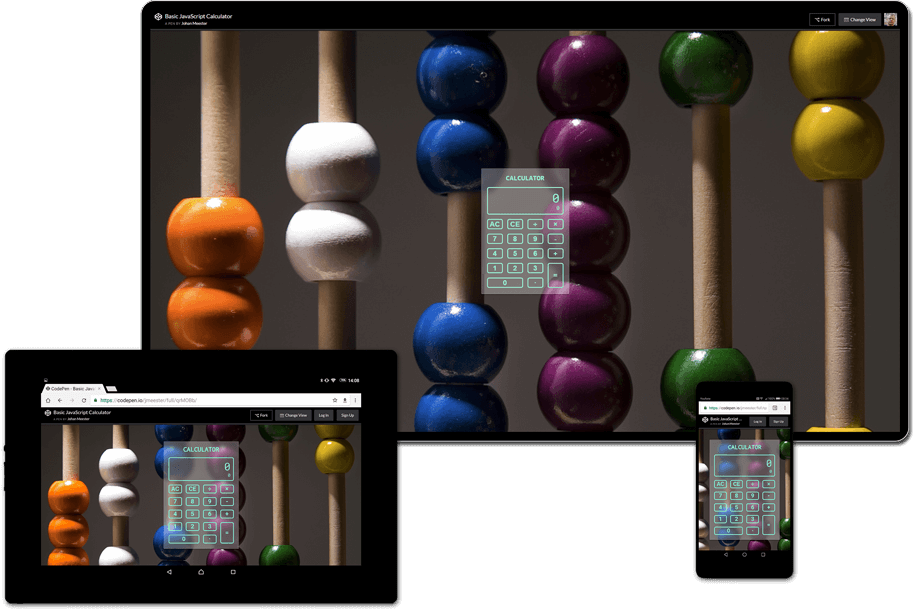 Basic JavaScript Calculator
A PEN BY Johan Meester
Fork
Change View
CALCULATOR
0
0
AC CE ÷ ×
7 8 9 -
4 5 6 +
1 2 3 =
0 .
14:08
CodePen - Basic Java
https://codepen.io/jmeester/full/
Basic JavaScript Calculator
A PEN BY Johan Meester
Fork
Change View
Log In
Sign Up
CALCULATOR
0
0
AC CE ÷ ×
7 8 9 -
4 5 6 +
1 2 3 =
0 .
https://codepen.io/jmeester/full/
Basic JavaScript ...
A PEN BY Johan Meester
Log In
Sign Up
CALCULATOR
0
0
AC CE ÷ ×
7 8 9 -
4 5 6 +
1 2 3 =
0 .